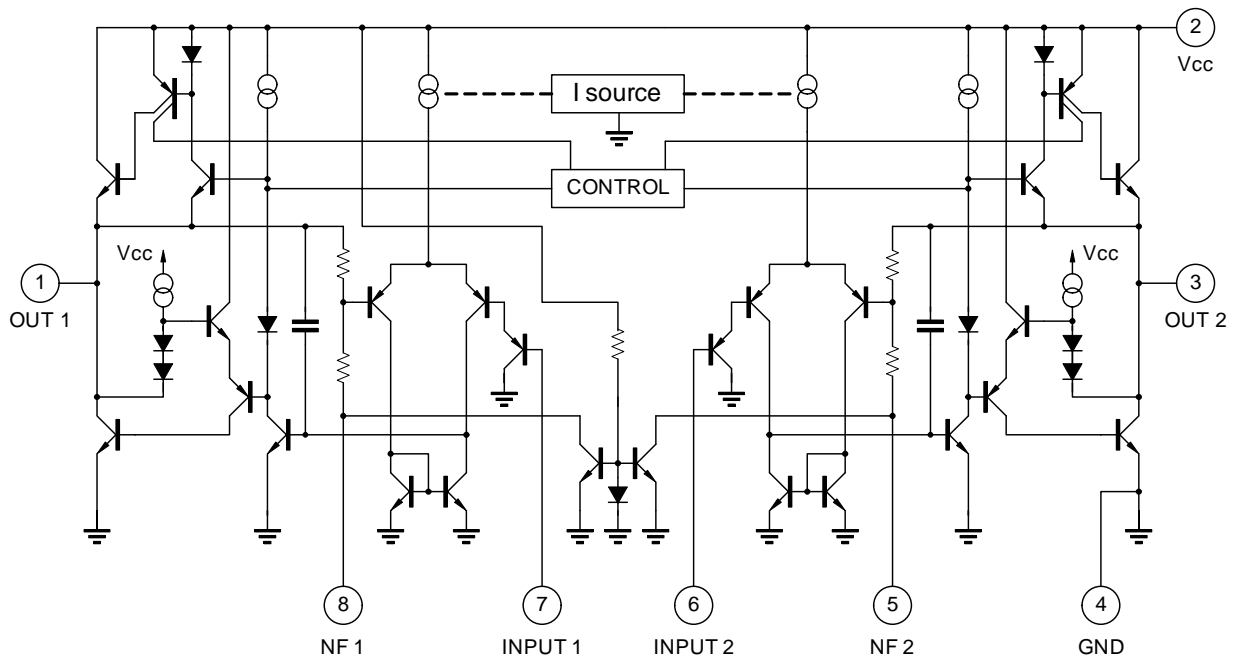 2
Vcc
I source
CONTROL
Vcc
Vcc
1
OUT 1
3
OUT 2
8
7
6
5
4
NF 1
INPUT 1
INPUT 2
NF 2
GND